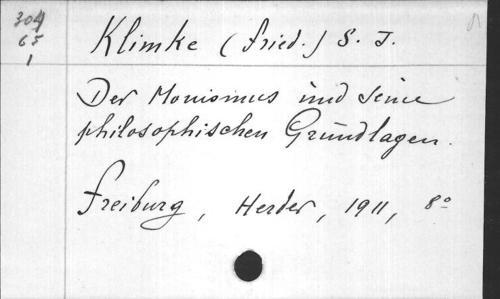 304
65
1
Klimke (Fried.) S. J.
Der Monismus und seine
philosophischen Grundlagen.
Freiburg, Herder, 1911, 8°